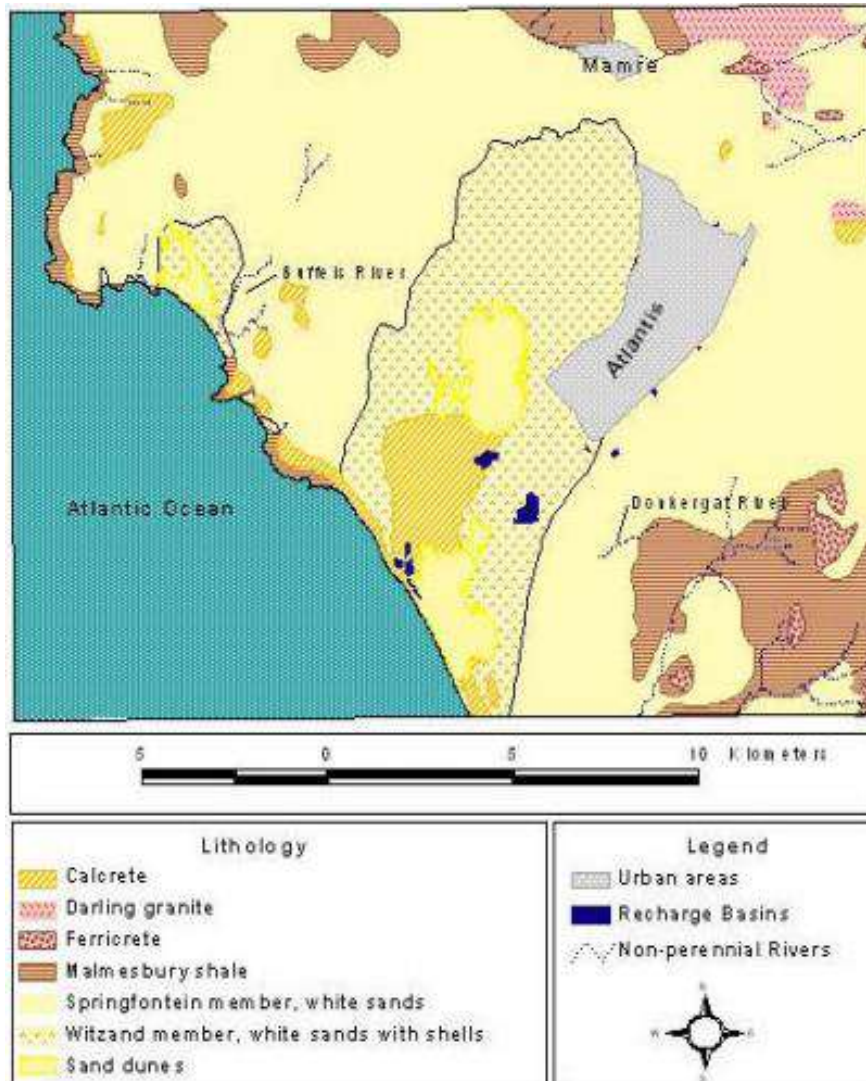 Mamre
Buffels River
Atlantis
Donkergat River
Atlantic Ocean
5 0 5 10 Kilometers
Lithology
Calcrete
Darling granite
Ferricrete
Malmesbury shale
Springfontein member, white sands
Witzand member, white sands with shells
Sand dunes
Legend
Urban areas
Recharge Basins
Non-perennial Rivers